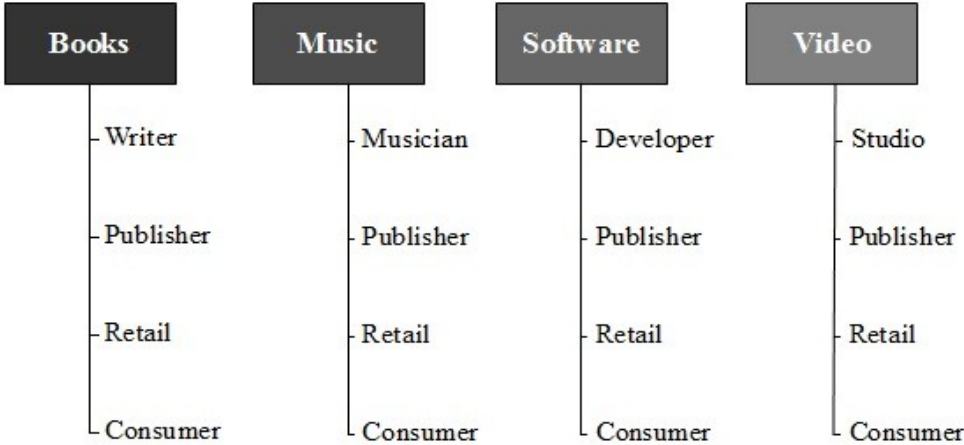 Books
Music
Software
Video
Writer
Musician
Developer
Studio
Publisher
Publisher
Publisher
Publisher
Retail
Retail
Retail
Retail
Consumer
Consumer
Consumer
Consumer